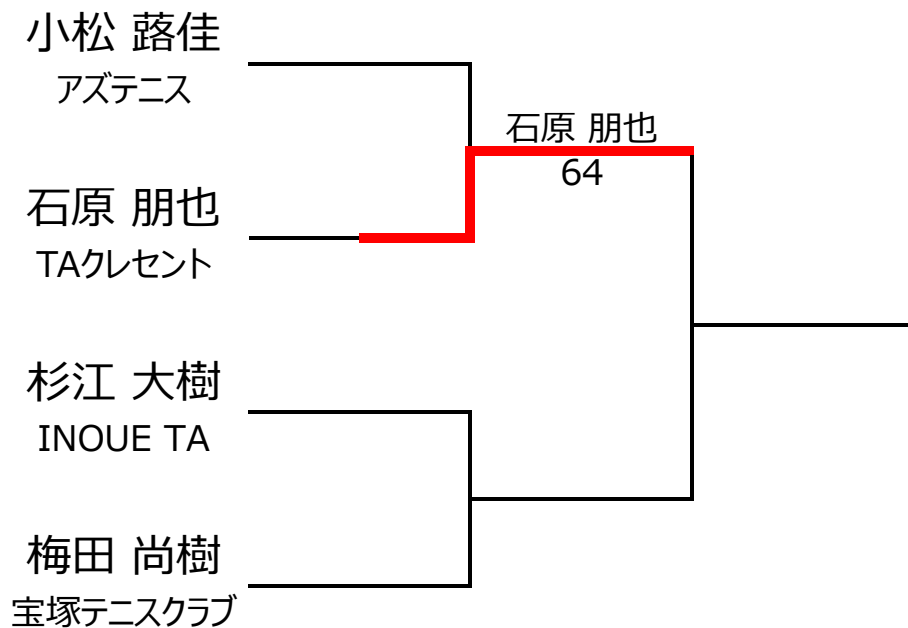 小松 蕗佳
アズテニス
石原 朋也
64
石原 朋也
TAクレセント
杉江 大樹
INOUE TA
梅田 尚樹
宝塚テニスクラブ